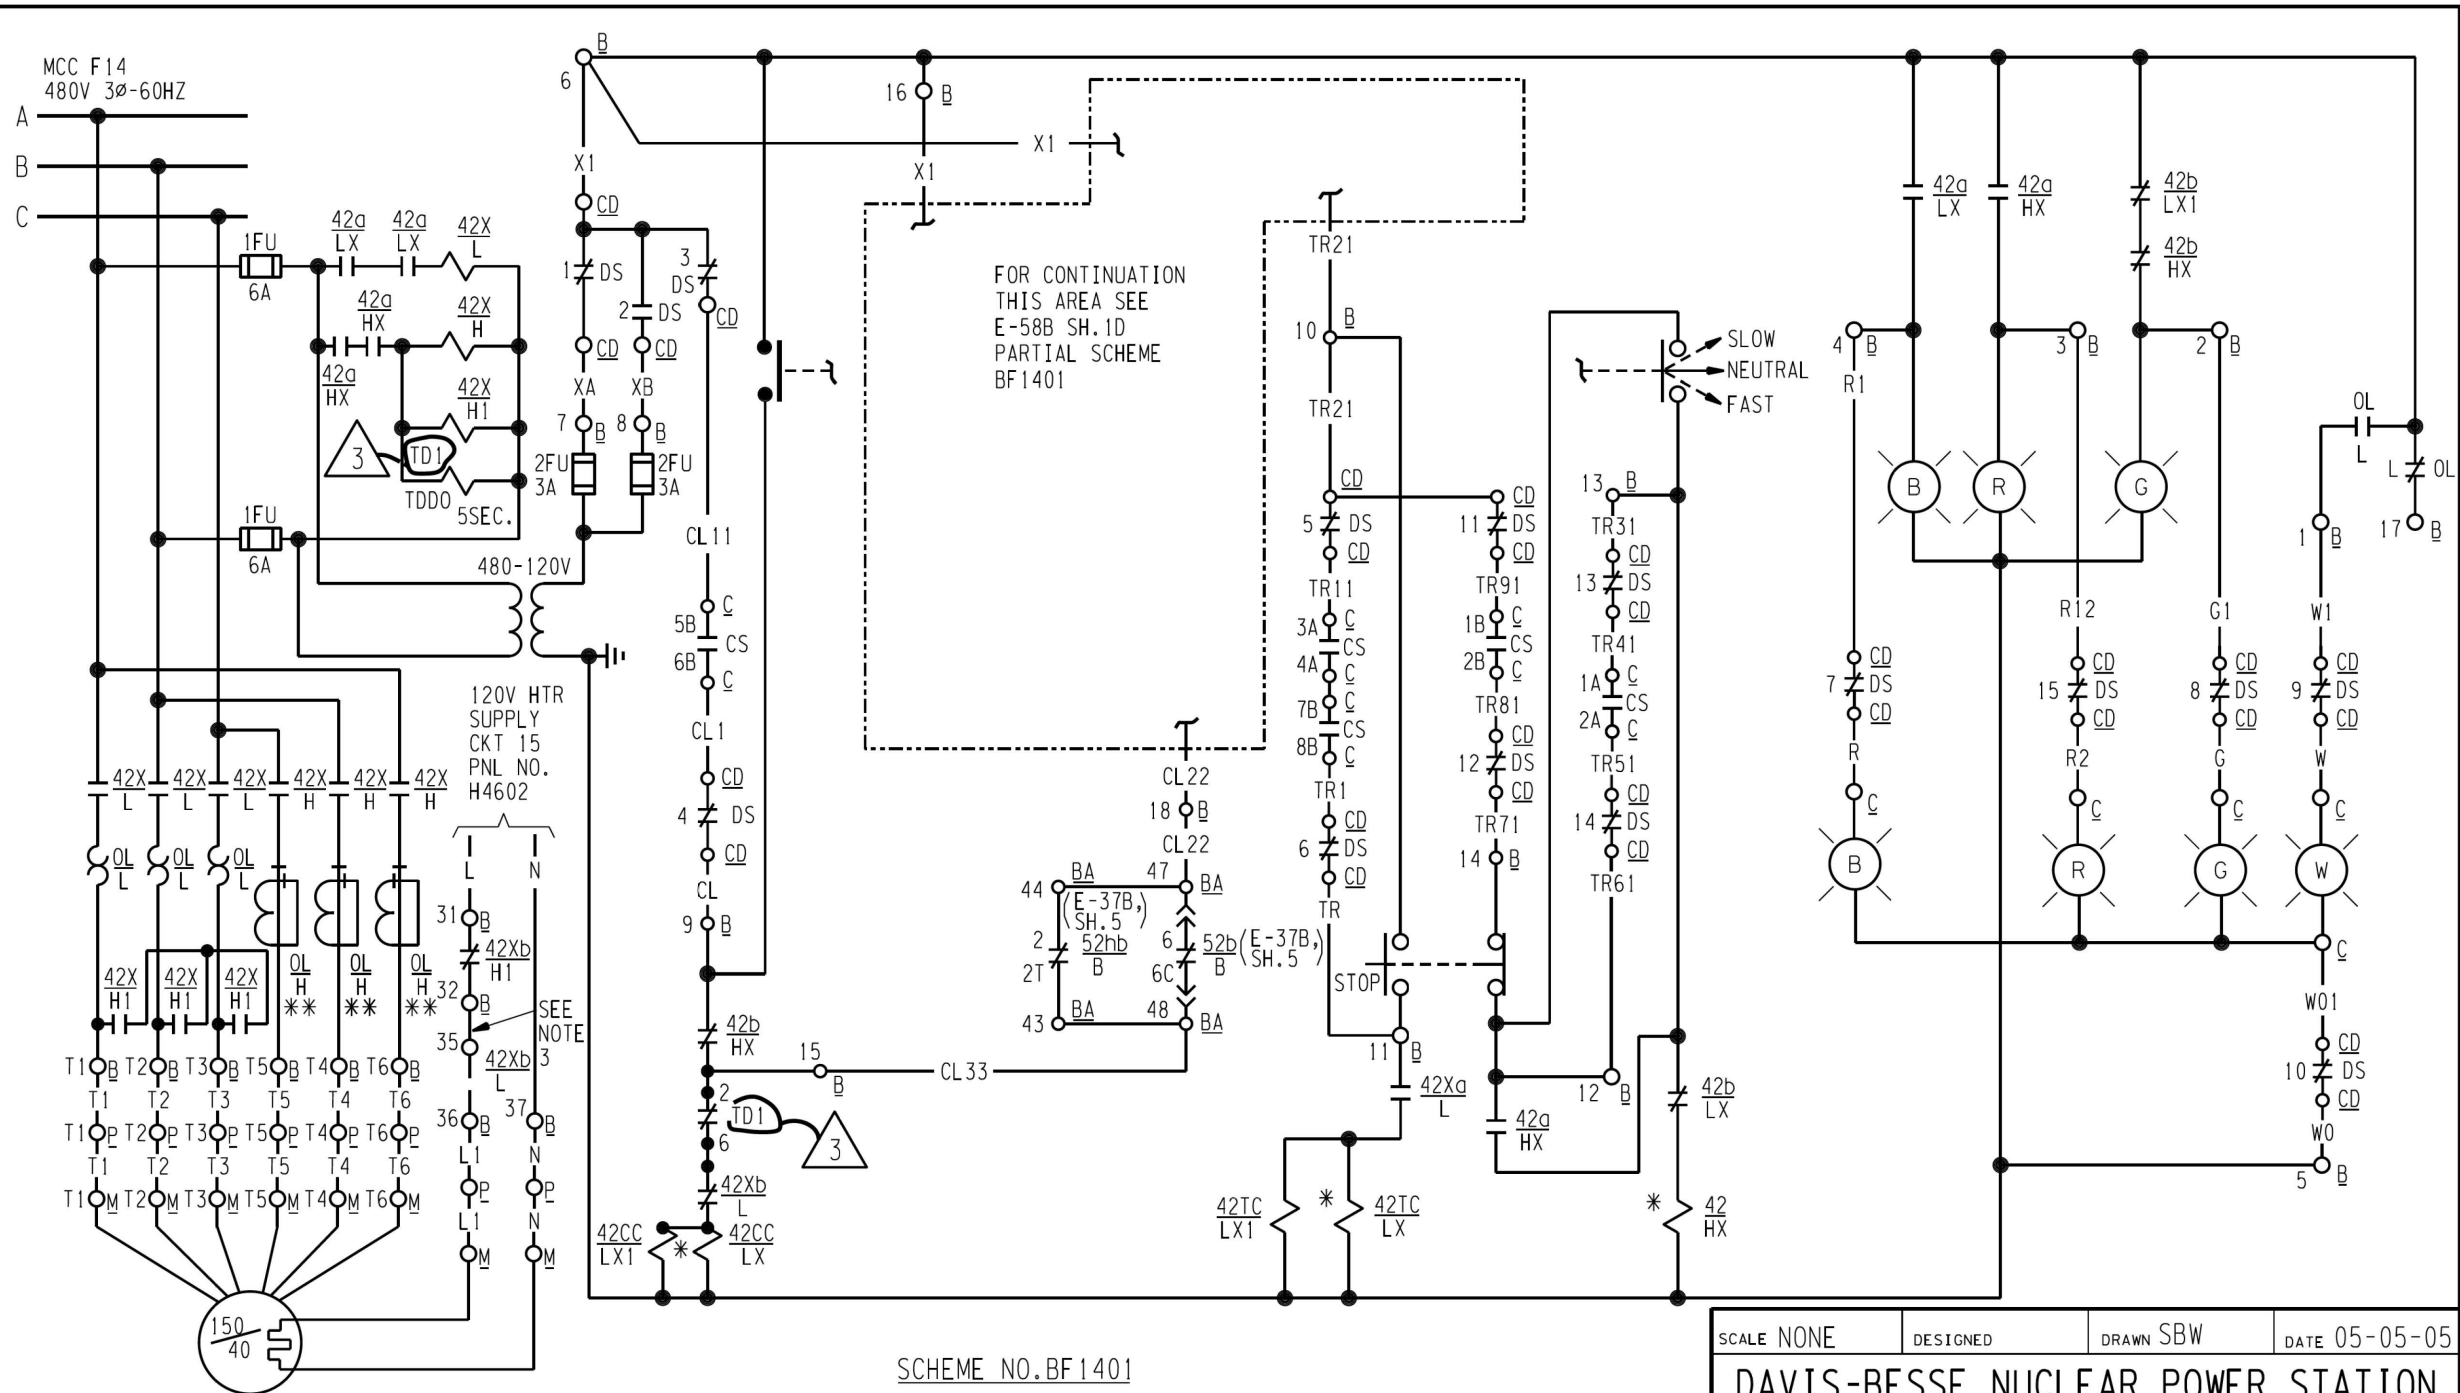 MCC F14
480V 3Ø-60HZ
A
B
C
1FU
6A
42a
LX
42a
LX
42X
L
42a
HX
42X
H
42a
HX
42X
H1
3
TD1
TDDO
5SEC.
1FU
6A
480-120V
6
B
X1
CD
1
DS
2
DS
3
DS
CD
CD
CD
XA
XB
7
B
8
B
2FU
3A
2FU
3A
CL11
5B
C
CS
6B
C
CL1
CD
4
DS
CD
CL
9
B
42b
HX
15
B
CL33
2
TD1
6
3
42Xb
L
42CC
LX1
*
42CC
LX
16
B
X1
X1
FOR CONTINUATION
THIS AREA SEE
E-58B SH.1D
PARTIAL SCHEME
BF1401
CL22
18
B
CL22
44
BA
47
BA
(E-37B,
SH.5)
2
52hb
B
2T
6
52b
B
6C
(E-37B,
SH.5)
43
BA
48
BA
TR21
10
B
TR21
CD
5
DS
CD
TR11
3A
C
CS
4A
C
7B
C
CS
8B
C
TR1
CD
6
DS
CD
TR
STOP
11
B
42Xa
L
42TC
LX1
*
42TC
LX
CD
11
DS
CD
TR91
1B
C
CS
2B
C
TR81
CD
12
DS
CD
TR71
14
B
42a
HX
SLOW
NEUTRAL
FAST
13
B
TR31
CD
13
DS
CD
TR41
1A
C
CS
2A
C
TR51
CD
14
DS
CD
TR61
12
B
42b
LX
*
42
HX
42a
LX
42a
HX
42b
LX1
42b
HX
4
B
3
B
2
B
R1
B
R
G
OL
L
L
OL
1
B
17
B
R12
G1
W1
CD
7
DS
CD
CD
15
DS
CD
CD
8
DS
CD
CD
9
DS
CD
R
R2
G
W
C
C
C
C
B
R
G
W
C
WO1
CD
10
DS
CD
WO
5
B
42X
L
42X
L
42X
L
42X
H
42X
H
42X
H
OL
L
OL
L
OL
L
OL
H
**
OL
H
**
OL
H
**
42X
H1
42X
H1
42X
H1
T1 B T2 B T3 B T5 B T4 B T6 B
T1 T2 T3 T5 T4 T6
T1 P T2 P T3 P T5 P T4 P T6 P
T1 T2 T3 T5 T4 T6
T1 M T2 M T3 M T5 M T4 M T6 M
150
40
120V HTR
SUPPLY
CKT 15
PNL NO.
H4602
L
N
31
B
42Xb
H1
32
B
SEE
NOTE
3
35
42Xb
L
36
B
37
B
L1
N
P
P
L1
N
M
M
SCHEME NO.BF1401
SCALE NONE
DESIGNED
DRAWN SBW
DATE 05-05-05
DAVIS-BESSE NUCLEAR POWER STATION